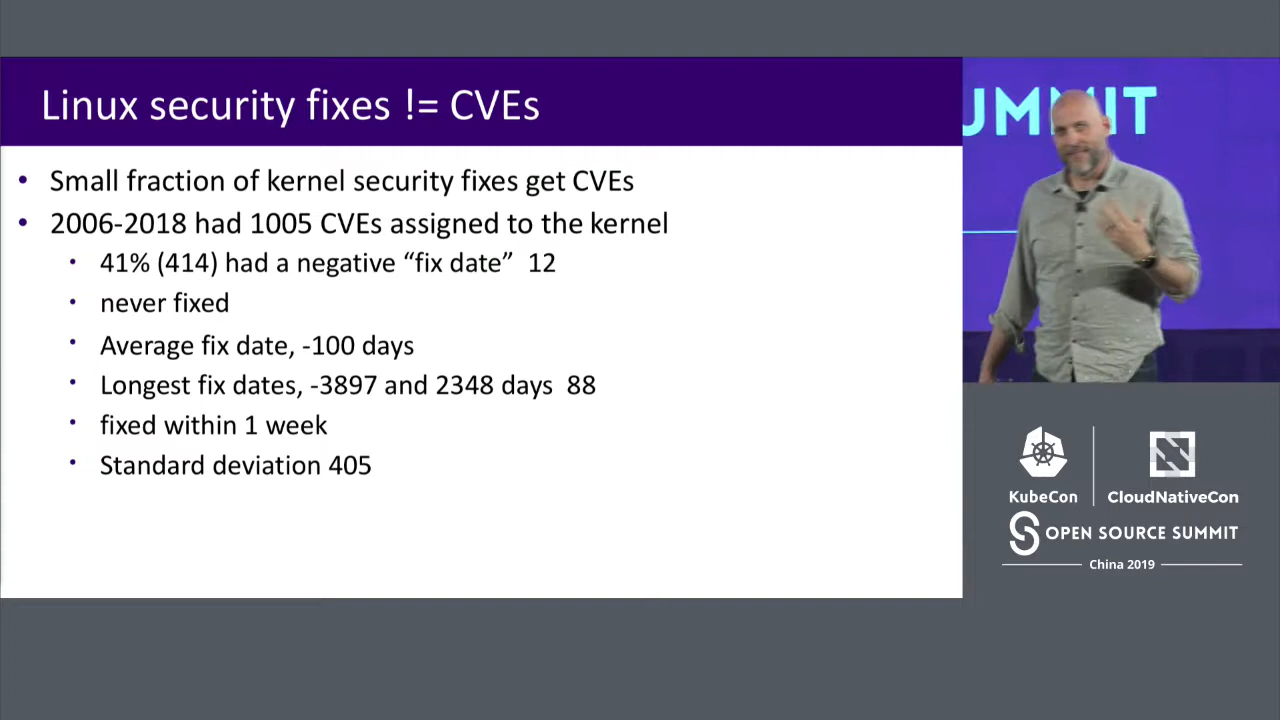 Linux security fixes != CVEs
• Small fraction of kernel security fixes get CVEs
• 2006-2018 had 1005 CVEs assigned to the kernel
• 41% (414) had a negative “fix date” 12
• never fixed
• Average fix date, -100 days
• Longest fix dates, -3897 and 2348 days 88
• fixed within 1 week
• Standard deviation 405
UMMIT
KubeCon
CloudNativeCon
OPEN SOURCE SUMMIT
China 2019